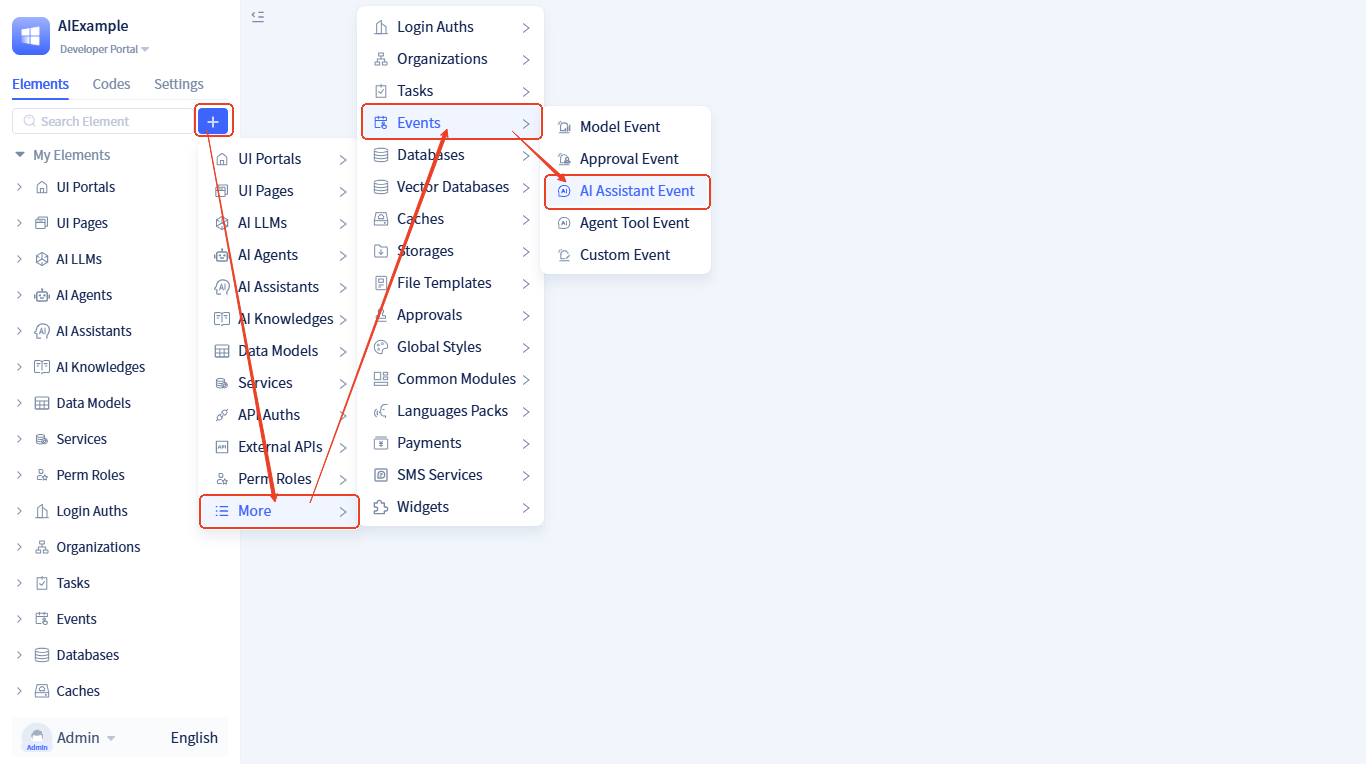 AIExample
Developer Portal
Elements
Codes
Settings
Search Element
My Elements
UI Portals
UI Pages
AI LLMs
AI Agents
AI Assistants
AI Knowledges
Data Models
Services
Perm Roles
Login Auths
Organizations
Tasks
Events
Databases
Caches
Admin
Admin
English
UI Portals
UI Pages
AI LLMs
AI Agents
AI Assistants
AI Knowledges
Data Models
Services
API Auths
External APIs
Perm Roles
More
Login Auths
Organizations
Tasks
Events
Databases
Vector Databases
Caches
Storages
File Templates
Approvals
Global Styles
Common Modules
Languages Packs
Payments
SMS Services
Widgets
Model Event
Approval Event
AI Assistant Event
Agent Tool Event
Custom Event